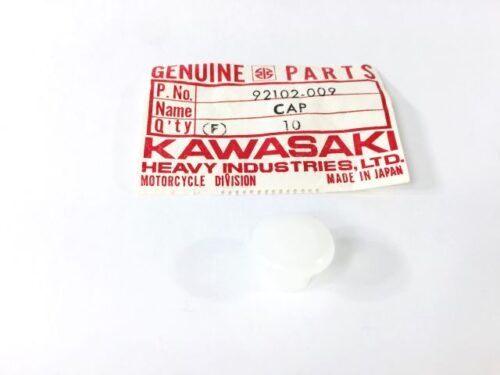 GENUINE PARTS
P. No. 92102-009
Name CAP
Q'ty (F) 10
KAWASAKI
HEAVY INDUSTRIES, LTD.
MOTORCYCLE DIVISION MADE IN JAPAN